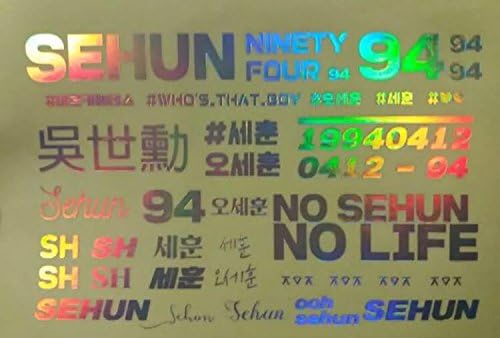 SEHUN NINETY FOUR 94 94 94 94
#WHO'S.THAT.BOY #오세훈 #세훈
吳世勳 #세훈 19940412
오세훈 0412 - 94
Sehun 94 오세훈 NO SEHUN
NO LIFE
SH SH 세훈 세훈
SH SH 세훈 오세훈
SEHUN Sehun Sehun ooh sehun SEHUN